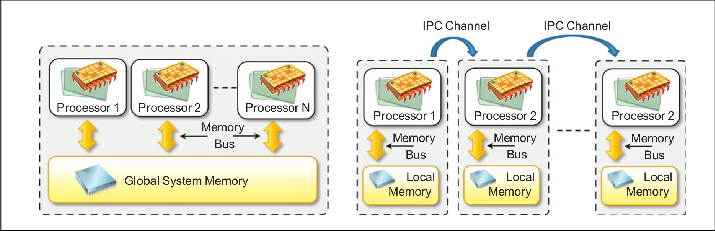 IPC Channel
IPC Channel
Processor 1
Processor 2
Processor N
Memory
Bus
Global System Memory
Processor 1
Processor 2
Processor 2
Memory
Bus
Memory
Bus
Memory
Bus
Local
Memory
Local
Memory
Local
Memory